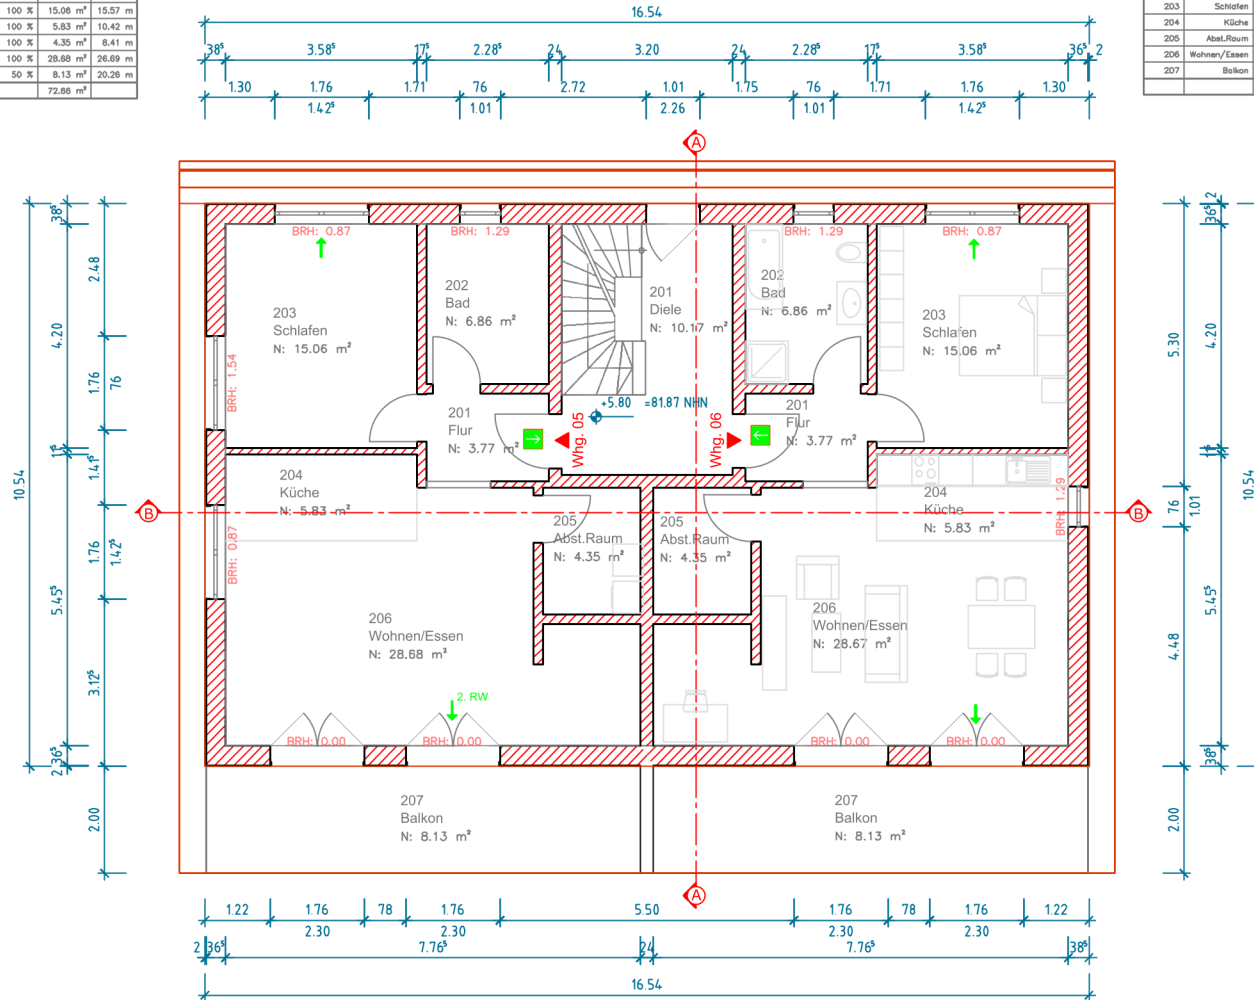 100 % 15.06 m² 15.57 m
100 % 5.83 m² 10.42 m
100 % 4.35 m² 8.41 m
100 % 28.68 m² 26.69 m
50 % 8.13 m² 20.26 m
72.66 m²
203 Schlafen
204 Küche
205 Abst.Raum
206 Wohnen/Essen
207 Balkon
16.54
38⁵ 3.58⁵ 17⁵ 2.28⁵ 24 3.20 24 2.28⁵ 17⁵ 3.58⁵ 36⁵ 2
1.30 1.76 1.71 76 2.72 1.01 1.75 76 1.71 1.76 1.30
1.42⁵ 1.01 2.26 1.01 1.42⁵
A
BRH: 0.87 BRH: 1.29 BRH: 1.29 BRH: 0.87
203
Schlafen
N: 15.06 m²
202
Bad
N: 6.86 m²
201
Diele
N: 10.17 m²
202
Bad
6.86 m²
203
Schlafen
N: 15.06 m²
BRH: 1.54
+5.80 =81.87 NHN
201
Flur
N: 3.77 m²
Whg. 05
Whg. 06
201
Flur
N: 3.77 m²
204
Küche
N: 5.83 m²
205
Abst.Raum
N: 4.35 m²
205
Abst.Raum
N: 4.35 m²
204
Küche
N: 5.83 m²
BRH: 1.29
B
B
BRH: 0.87
206
Wohnen/Essen
N: 28.68 m²
206
Wohnen/Essen
N: 28.67 m²
2. RW
BRH: 0.00 BRH: 0.00 BRH: 0.00 BRH: 0.00
207
Balkon
N: 8.13 m²
207
Balkon
N: 8.13 m²
A
10.54
38⁵
4.20
5.45⁵
2 36⁵
2.48
1.76
76
1.41⁵
1.76
1.42⁵
3.12⁵
2.00
5.30
76
1.01
4.48
2.00
2
36⁵
4.20
5.45⁵
38⁵
10.54
1.22 1.76 78 1.76 5.50 1.76 78 1.76 1.22
2.30 2.30 2.30 2.30
2 36⁵ 7.76⁵ 24 7.76⁵ 38⁵
16.54